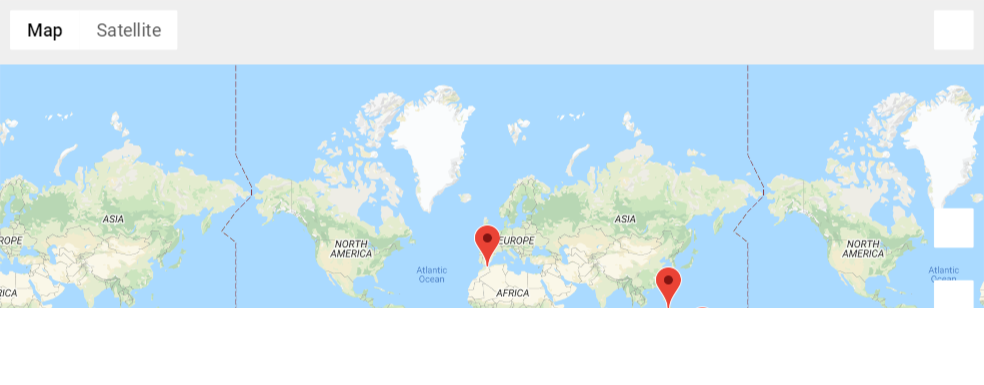 Map Satellite
ASIA
ASIA
ROPE
NORTH
AMERICA
EUROPE
NORTH
AMERICA
Atlantic
Ocean
Atlantic
Ocean
RICA
AFRICA